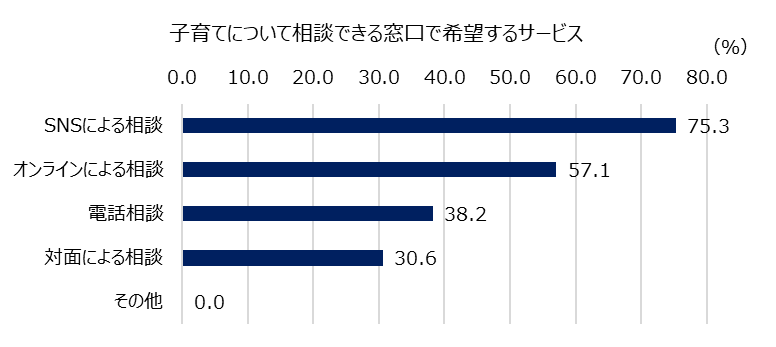 子育てについて相談できる窓口で希望するサービス
(%)
0.0 10.0 20.0 30.0 40.0 50.0 60.0 70.0 80.0
SNSによる相談 75.3
オンラインによる相談 57.1
電話相談 38.2
対面による相談 30.6
その他 0.0